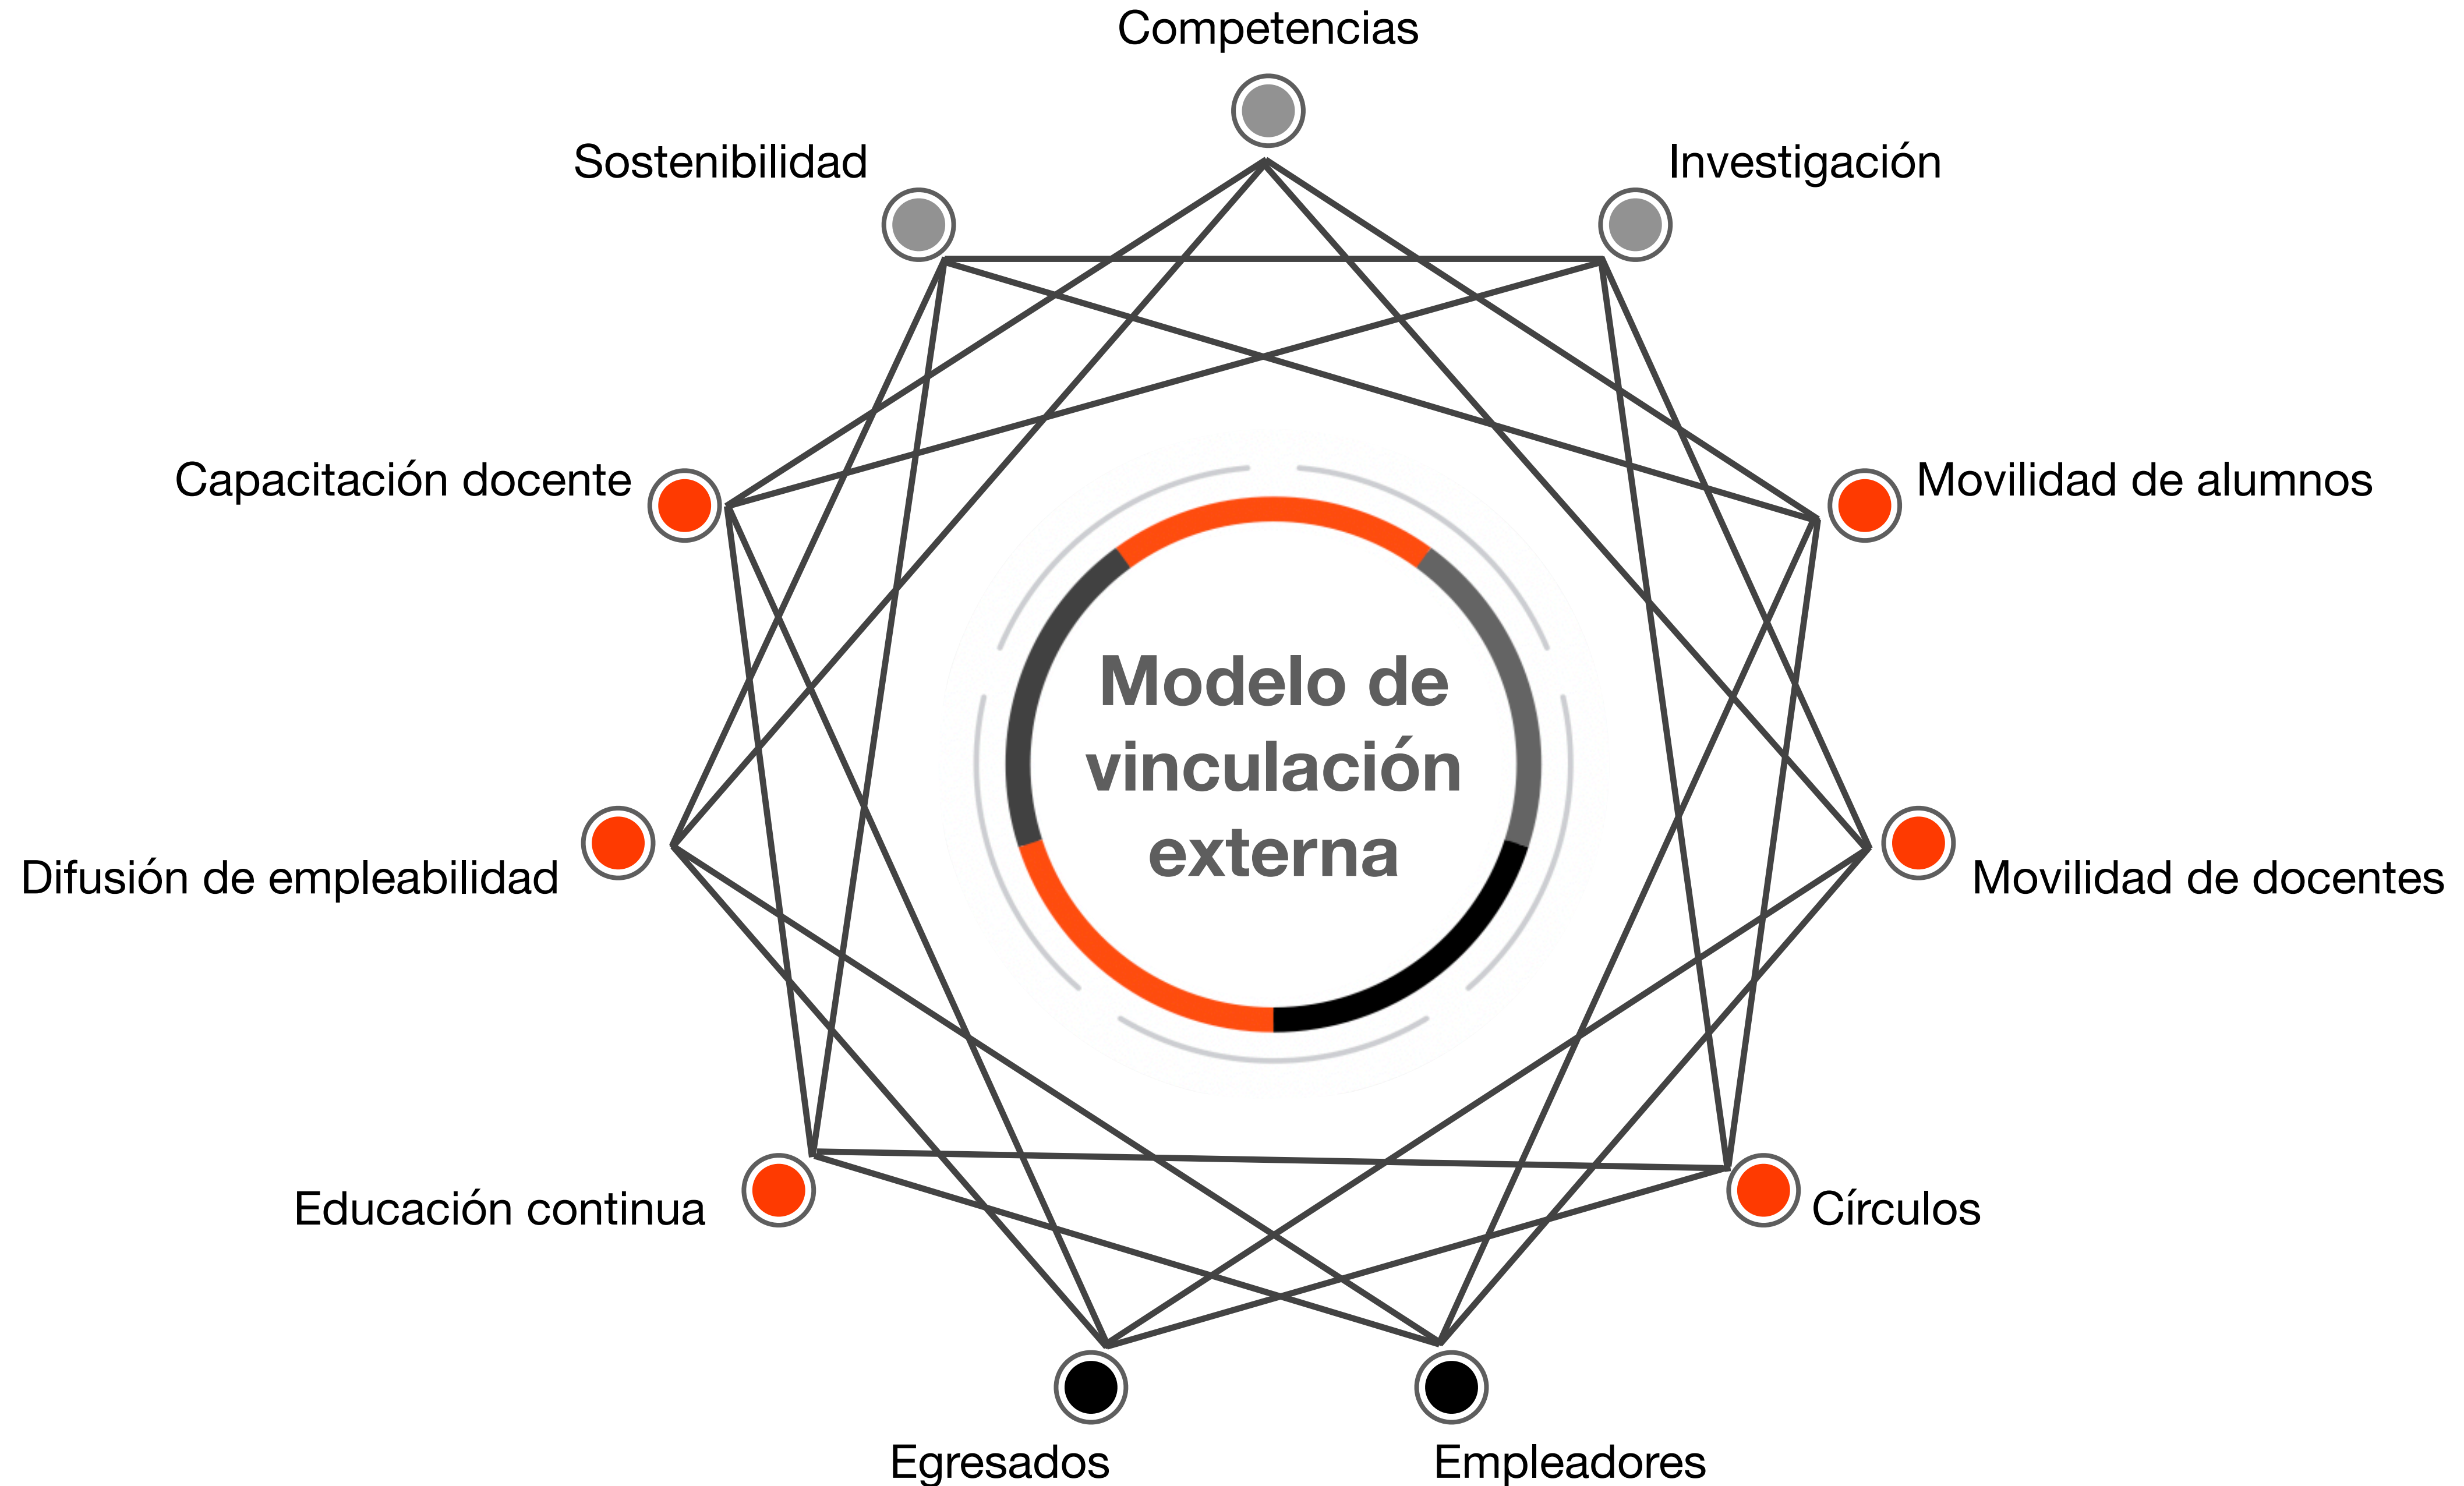 Competencias
Sostenibilidad
Investigación
Capacitación docente
Movilidad de alumnos
Modelo de
vinculación
externa
Difusión de empleabilidad
Movilidad de docentes
Educación continua
Círculos
Egresados
Empleadores